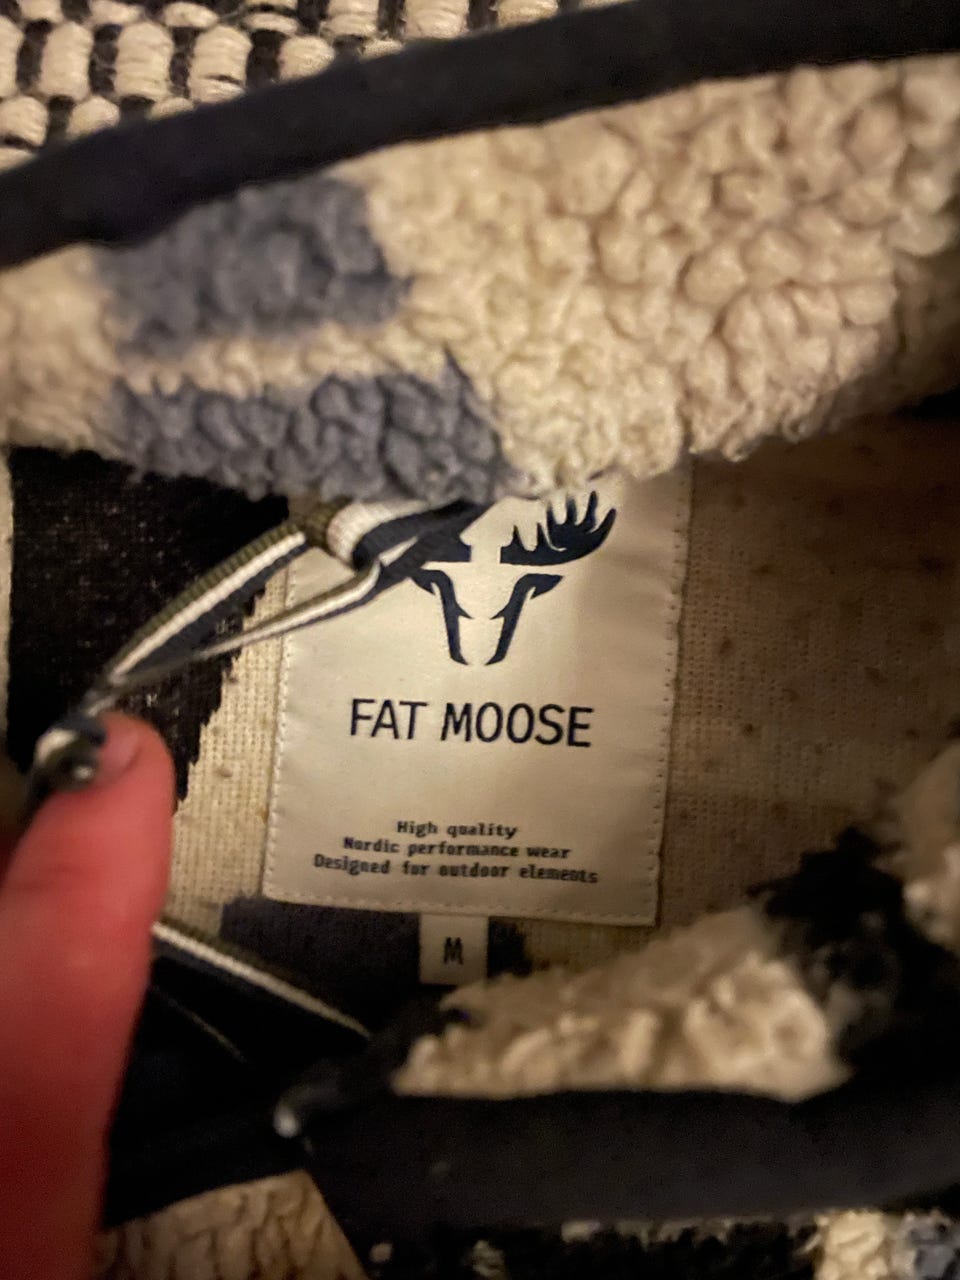 FAT MOOSE
High quality
Nordic performance wear
Designed for outdoor elements
M